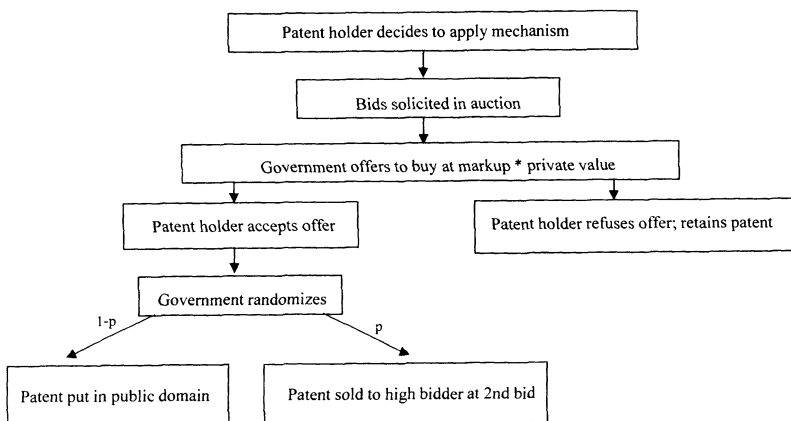 Patent holder decides to apply mechanism
Bids solicited in auction
Government offers to buy at markup * private value
Patent holder accepts offer
Patent holder refuses offer; retains patent
Government randomizes
1-p
p
Patent put in public domain
Patent sold to high bidder at 2nd bid